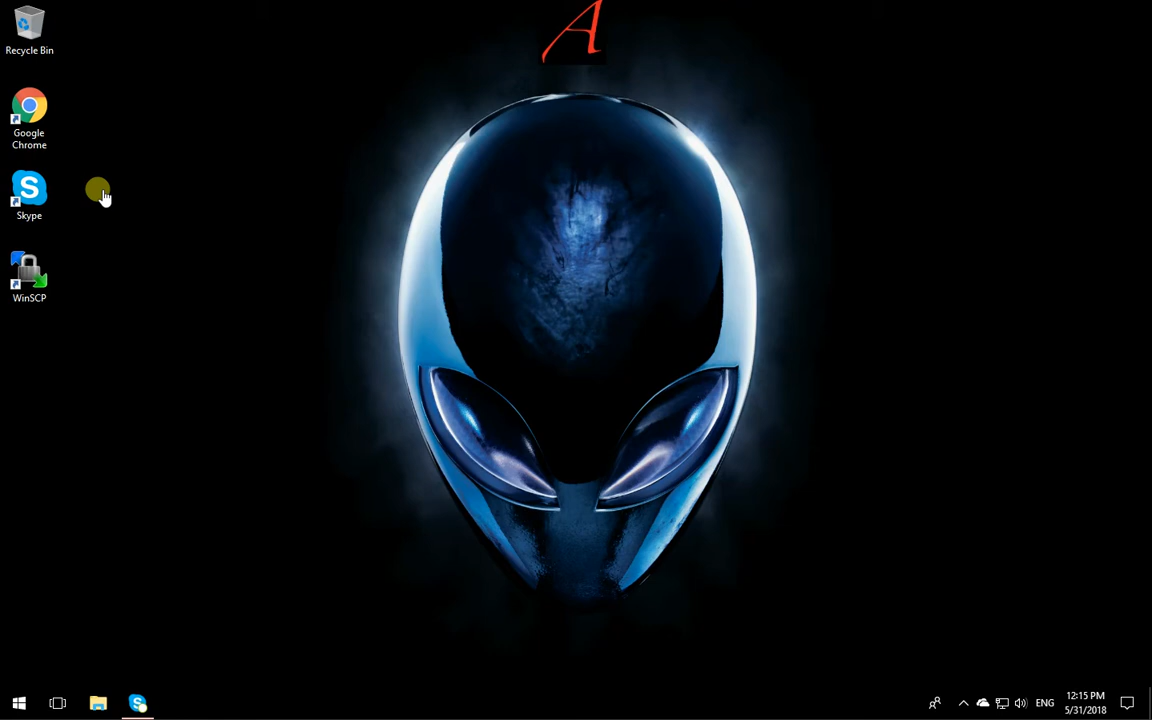 A
Recycle Bin
Google
Chrome
Skype
WinSCP
ENG
12:15 PM
5/31/2018